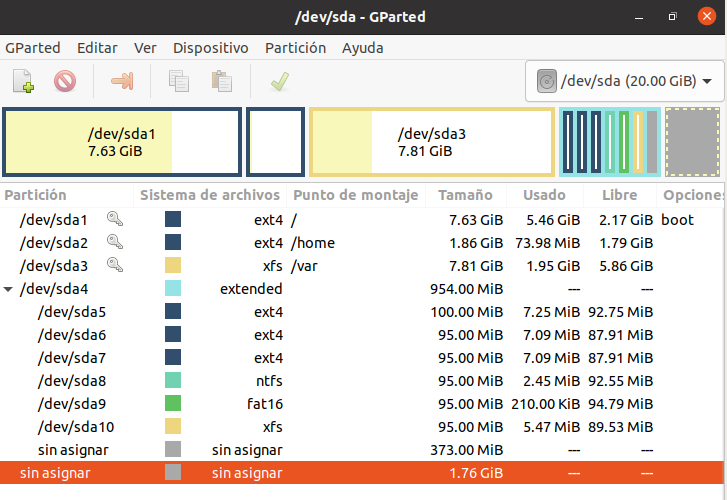 /dev/sda - GParted
GParted Editar Ver Dispositivo Partición Ayuda
/dev/sda (20.00 GiB)
/dev/sda1
7.63 GiB
/dev/sda3
7.81 GiB
Partición Sistema de archivos Punto de montaje Tamaño Usado Libre Opciones
/dev/sda1 ext4 / 7.63 GiB 5.46 GiB 2.17 GiB boot
/dev/sda2 ext4 /home 1.86 GiB 73.98 MiB 1.79 GiB
/dev/sda3 xfs /var 7.81 GiB 1.95 GiB 5.86 GiB
/dev/sda4 extended 954.00 MiB --- ---
/dev/sda5 ext4 100.00 MiB 7.25 MiB 92.75 MiB
/dev/sda6 ext4 95.00 MiB 7.09 MiB 87.91 MiB
/dev/sda7 ext4 95.00 MiB 7.09 MiB 87.91 MiB
/dev/sda8 ntfs 95.00 MiB 2.45 MiB 92.55 MiB
/dev/sda9 fat16 95.00 MiB 210.00 KiB 94.79 MiB
/dev/sda10 xfs 95.00 MiB 5.47 MiB 89.53 MiB
sin asignar sin asignar 373.00 MiB --- ---
sin asignar sin asignar 1.76 GiB --- ---